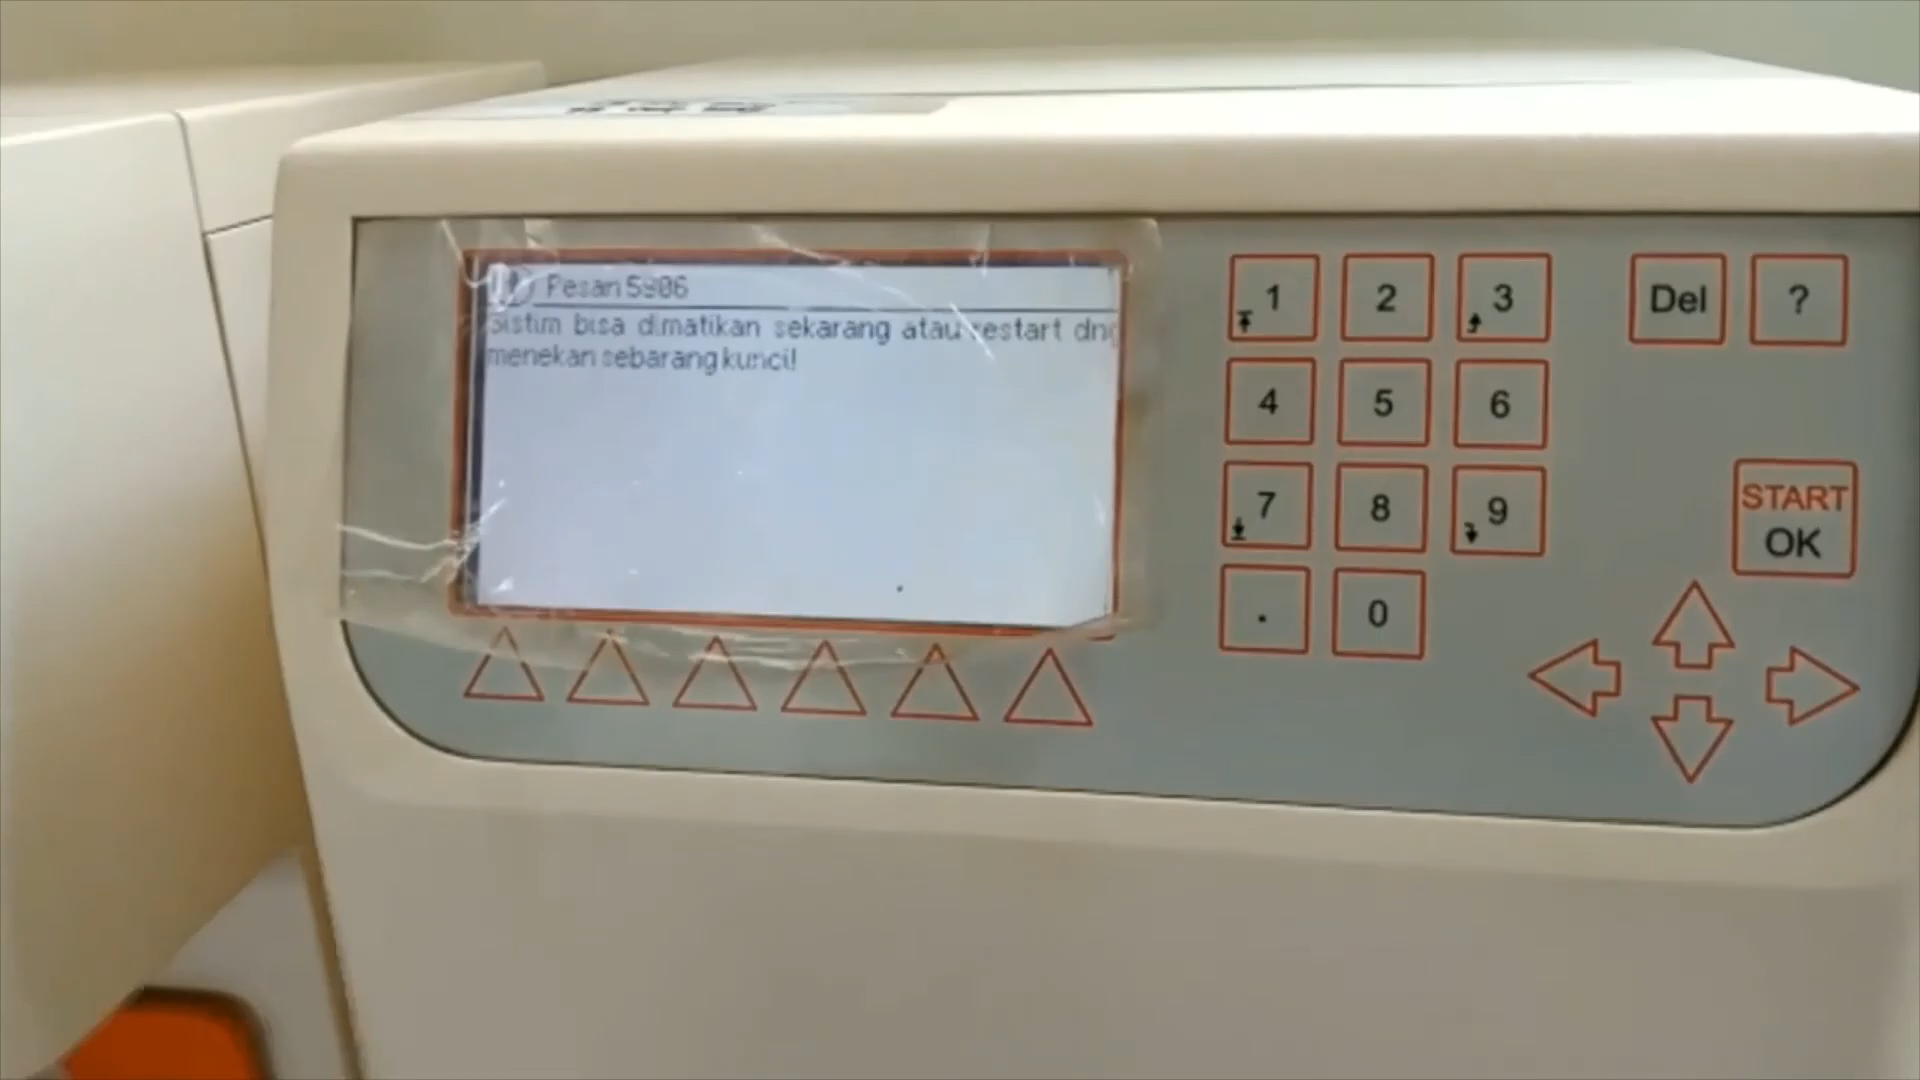 Pesan 5906
Sistim bisa dimatikan sekarang atau restart dng
menekan sebarang kunci!
1 2 3 Del ?
4 5 6
7 8 9
START
OK
. 0